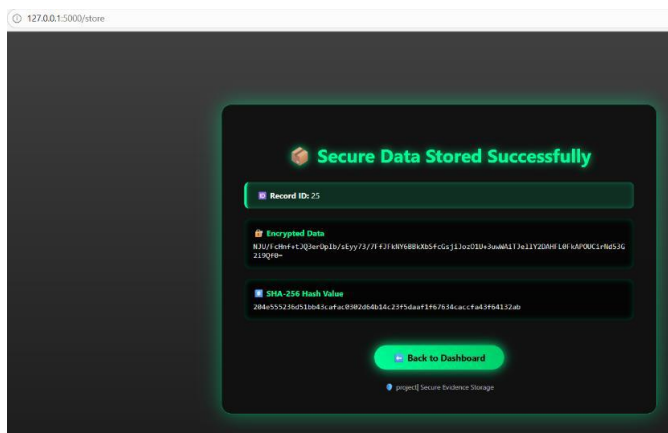 127.0.0.1:5000/store
Secure Data Stored Successfully
Record ID: 25
Encrypted Data
SHA-256 Hash Value
204e555236d51bb43cafac0302d64b14c23f5daaf1f67634caccfa43f64132ab
Back to Dashboard
project| Secure Evidence Storage